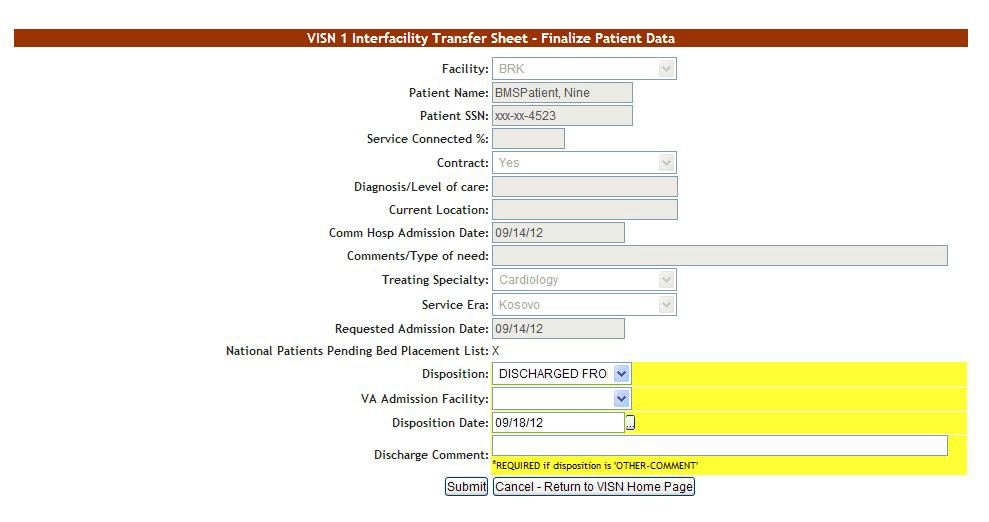 VISN 1 Interfacility Transfer Sheet - Finalize Patient Data
Facility: BRK
Patient Name: BMSPatient, Nine
Patient SSN: xxx-xx-4523
Service Connected %:
Contract: Yes
Diagnosis/Level of care:
Current Location:
Comm Hosp Admission Date: 09/14/12
Comments/Type of need:
Treating Specialty: Cardiology
Service Era: Kosovo
Requested Admission Date: 09/14/12
National Patients Pending Bed Placement List: X
Disposition: DISCHARGED FRO
VA Admission Facility:
Disposition Date: 09/18/12 ...
Discharge Comment:
*REQUIRED if disposition is 'OTHER-COMMENT'
Submit Cancel - Return to VISN Home Page